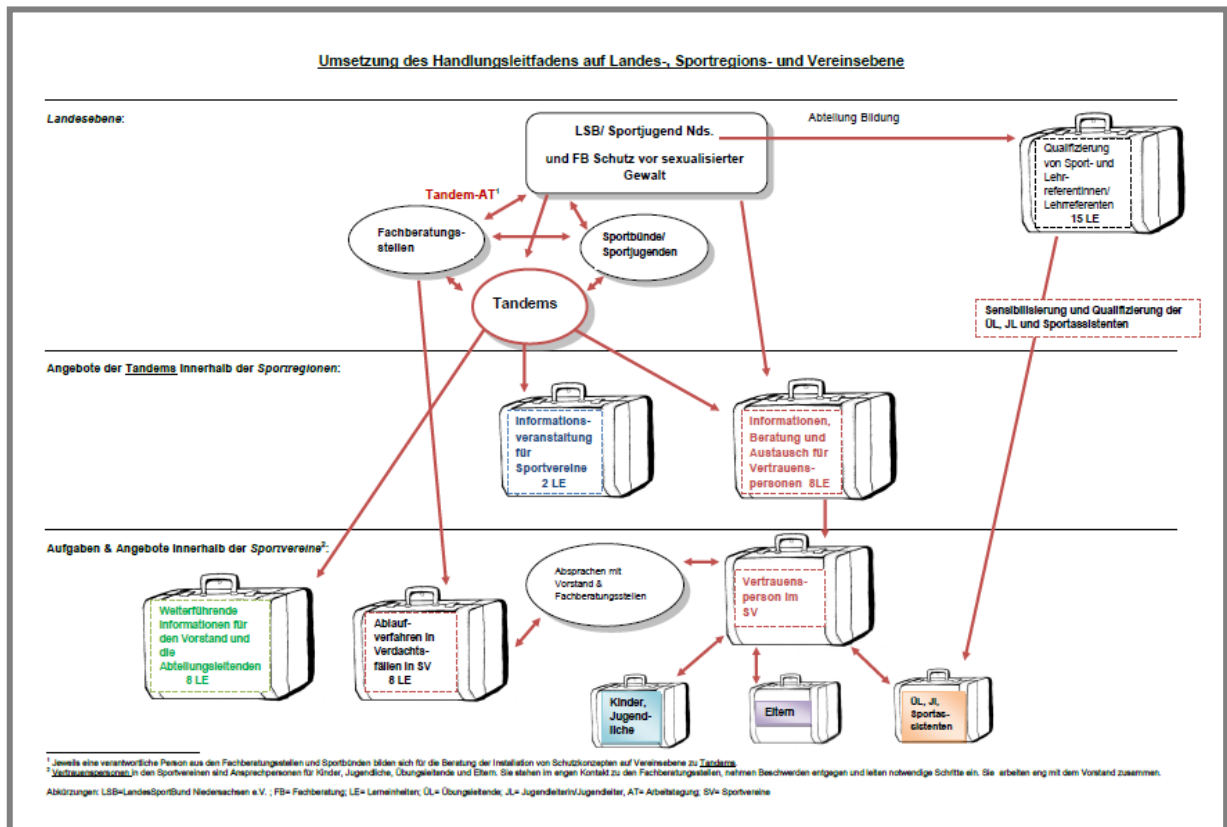 Umsetzung des Handlungsleitfadens auf Landes-, Sportregions- und Vereinsebene
Landesebene:
LSB/ Sportjugend Nds.
und FB Schutz vor sexualisierter
Gewalt
Abteilung Bildung
Qualifizierung
von Sport- und
Lehr-
referentinnen/
Lehrreferenten
15 LE
Tandem-AT¹
Fachberatungs-
stellen
Sportbünde/
Sportjugenden
Tandems
Sensibilisierung und Qualifizierung der
ÜL, JL und Sportassistenten
Angebote der Tandems innerhalb der Sportregionen:
Informations-
veranstaltung
für
Sportvereine
2 LE
Informationen,
Beratung und
Austausch für
Vertrauens-
personen 8LE
Aufgaben & Angebote innerhalb der Sportvereine²:
Absprachen mit
Vorstand &
Fachberatungsstellen
Vertrauens-
person im
SV
Weiterführende
Informationen für
den Vorstand und
die
Abteilungsleitenden
8 LE
Ablauf-
verfahren in
Verdachts-
fällen in SV
8 LE
Kinder,
Jugend-
liche
Eltern
ÜL, Jl,
Sportas-
sistenten
¹ Jeweils eine verantwortliche Person aus den Fachberatungsstellen und Sportbünden bilden sich für die Beratung der Installation von Schutzkonzepten auf Vereinsebene zu Tandems.
² Vertrauenspersonen in den Sportvereinen sind Ansprechpersonen für Kinder, Jugendliche, Übungsleitende und Eltern. Sie stehen im engen Kontakt zu den Fachberatungsstellen, nehmen Beschwerden entgegen und leiten notwendige Schritte ein. Sie arbeiten eng mit dem Vorstand zusammen.
Abkürzungen: LSB=LandesSportBund Niedersachsen e.V. ; FB= Fachberatung; LE= Lerneinheiten; ÜL= Übungsleitende; JL= Jugendleiterin/Jugendleiter, AT= Arbeitstagung; SV= Sportvereine